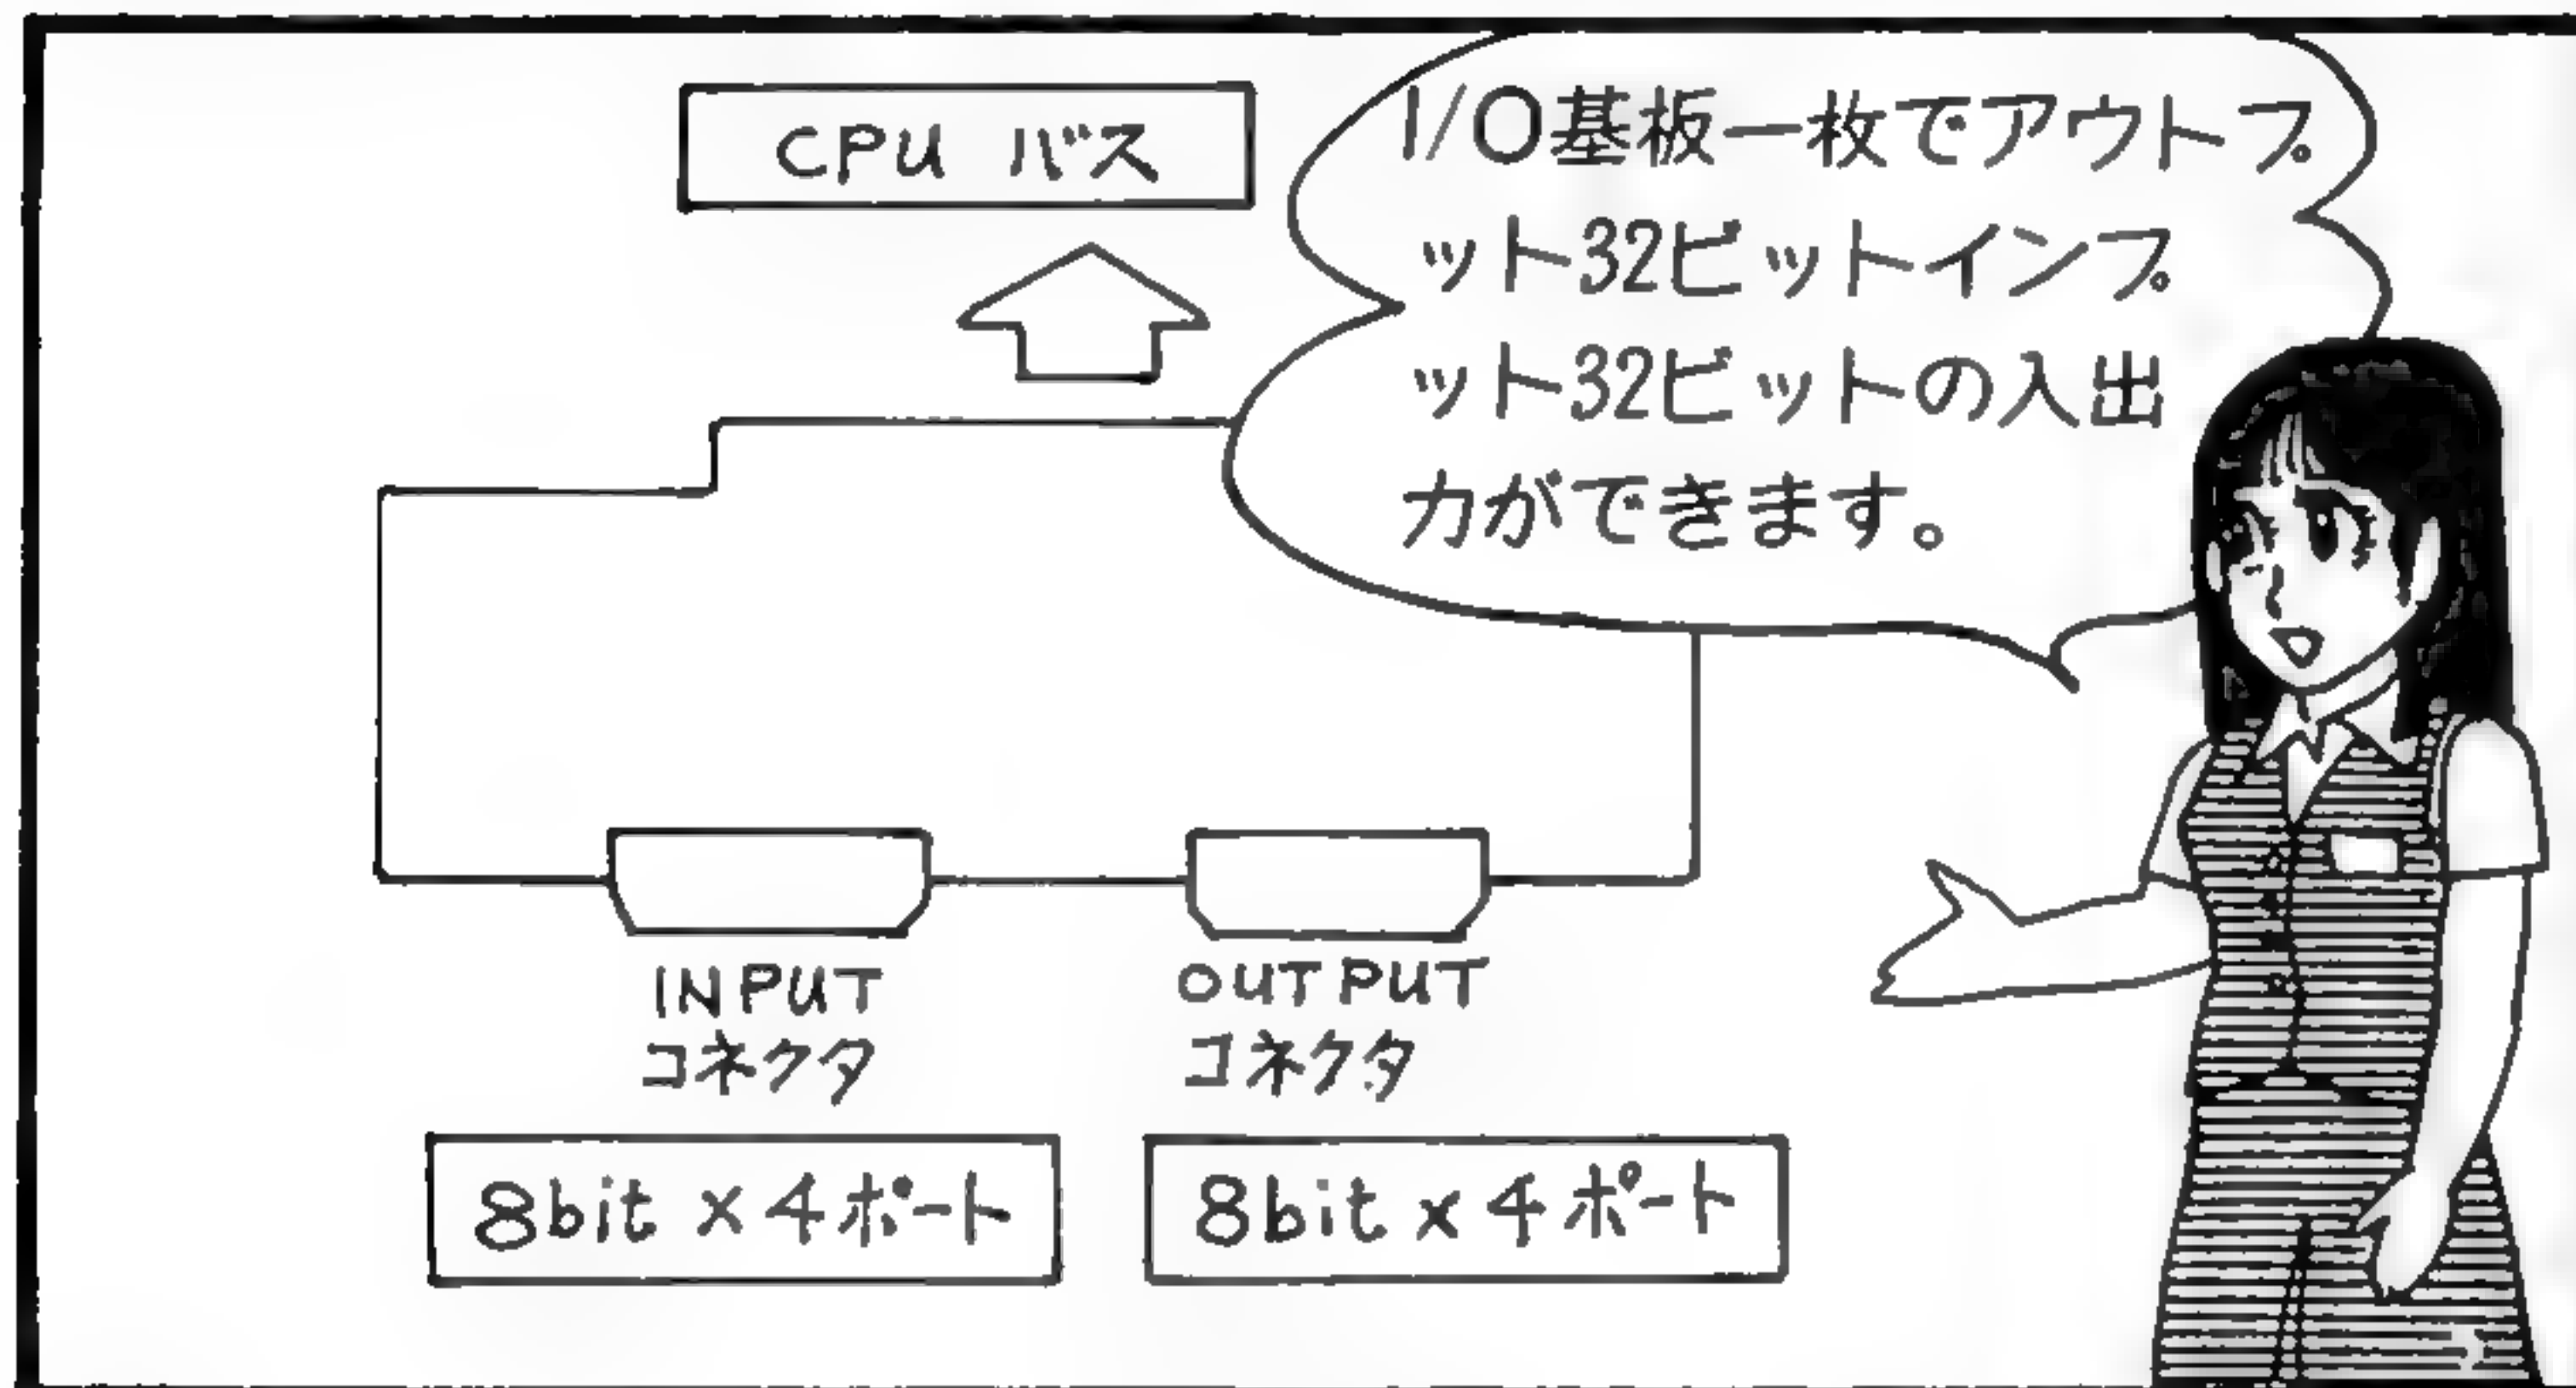 CPU バス
I/O基板一枚でアウトプ
ット32ビットインプ
ット32ビットの入出
力ができます。
INPUT
コネクタ
OUTPUT
コネクタ
8bit×4ポート
8bit×4ポート